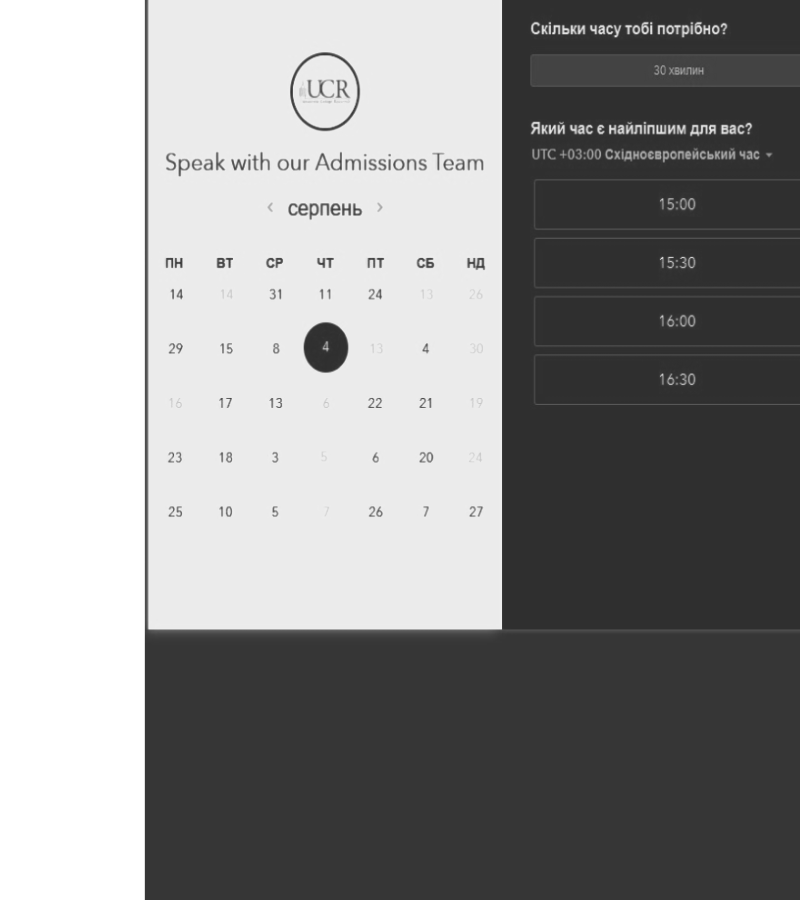 UCR
Speak with our Admissions Team
‹ серпень ›
ПН ВТ СР ЧТ ПТ СБ НД
14 14 31 11 24 13 26
29 15 8 4 13 4 30
16 17 13 6 22 21 19
23 18 3 5 6 20 24
25 10 5 7 26 7 27
Скільки часу тобі потрібно?
30 хвилин
Який час є найліпшим для вас?
UTC +03:00 Східноєвропейський час
15:00
15:30
16:00
16:30